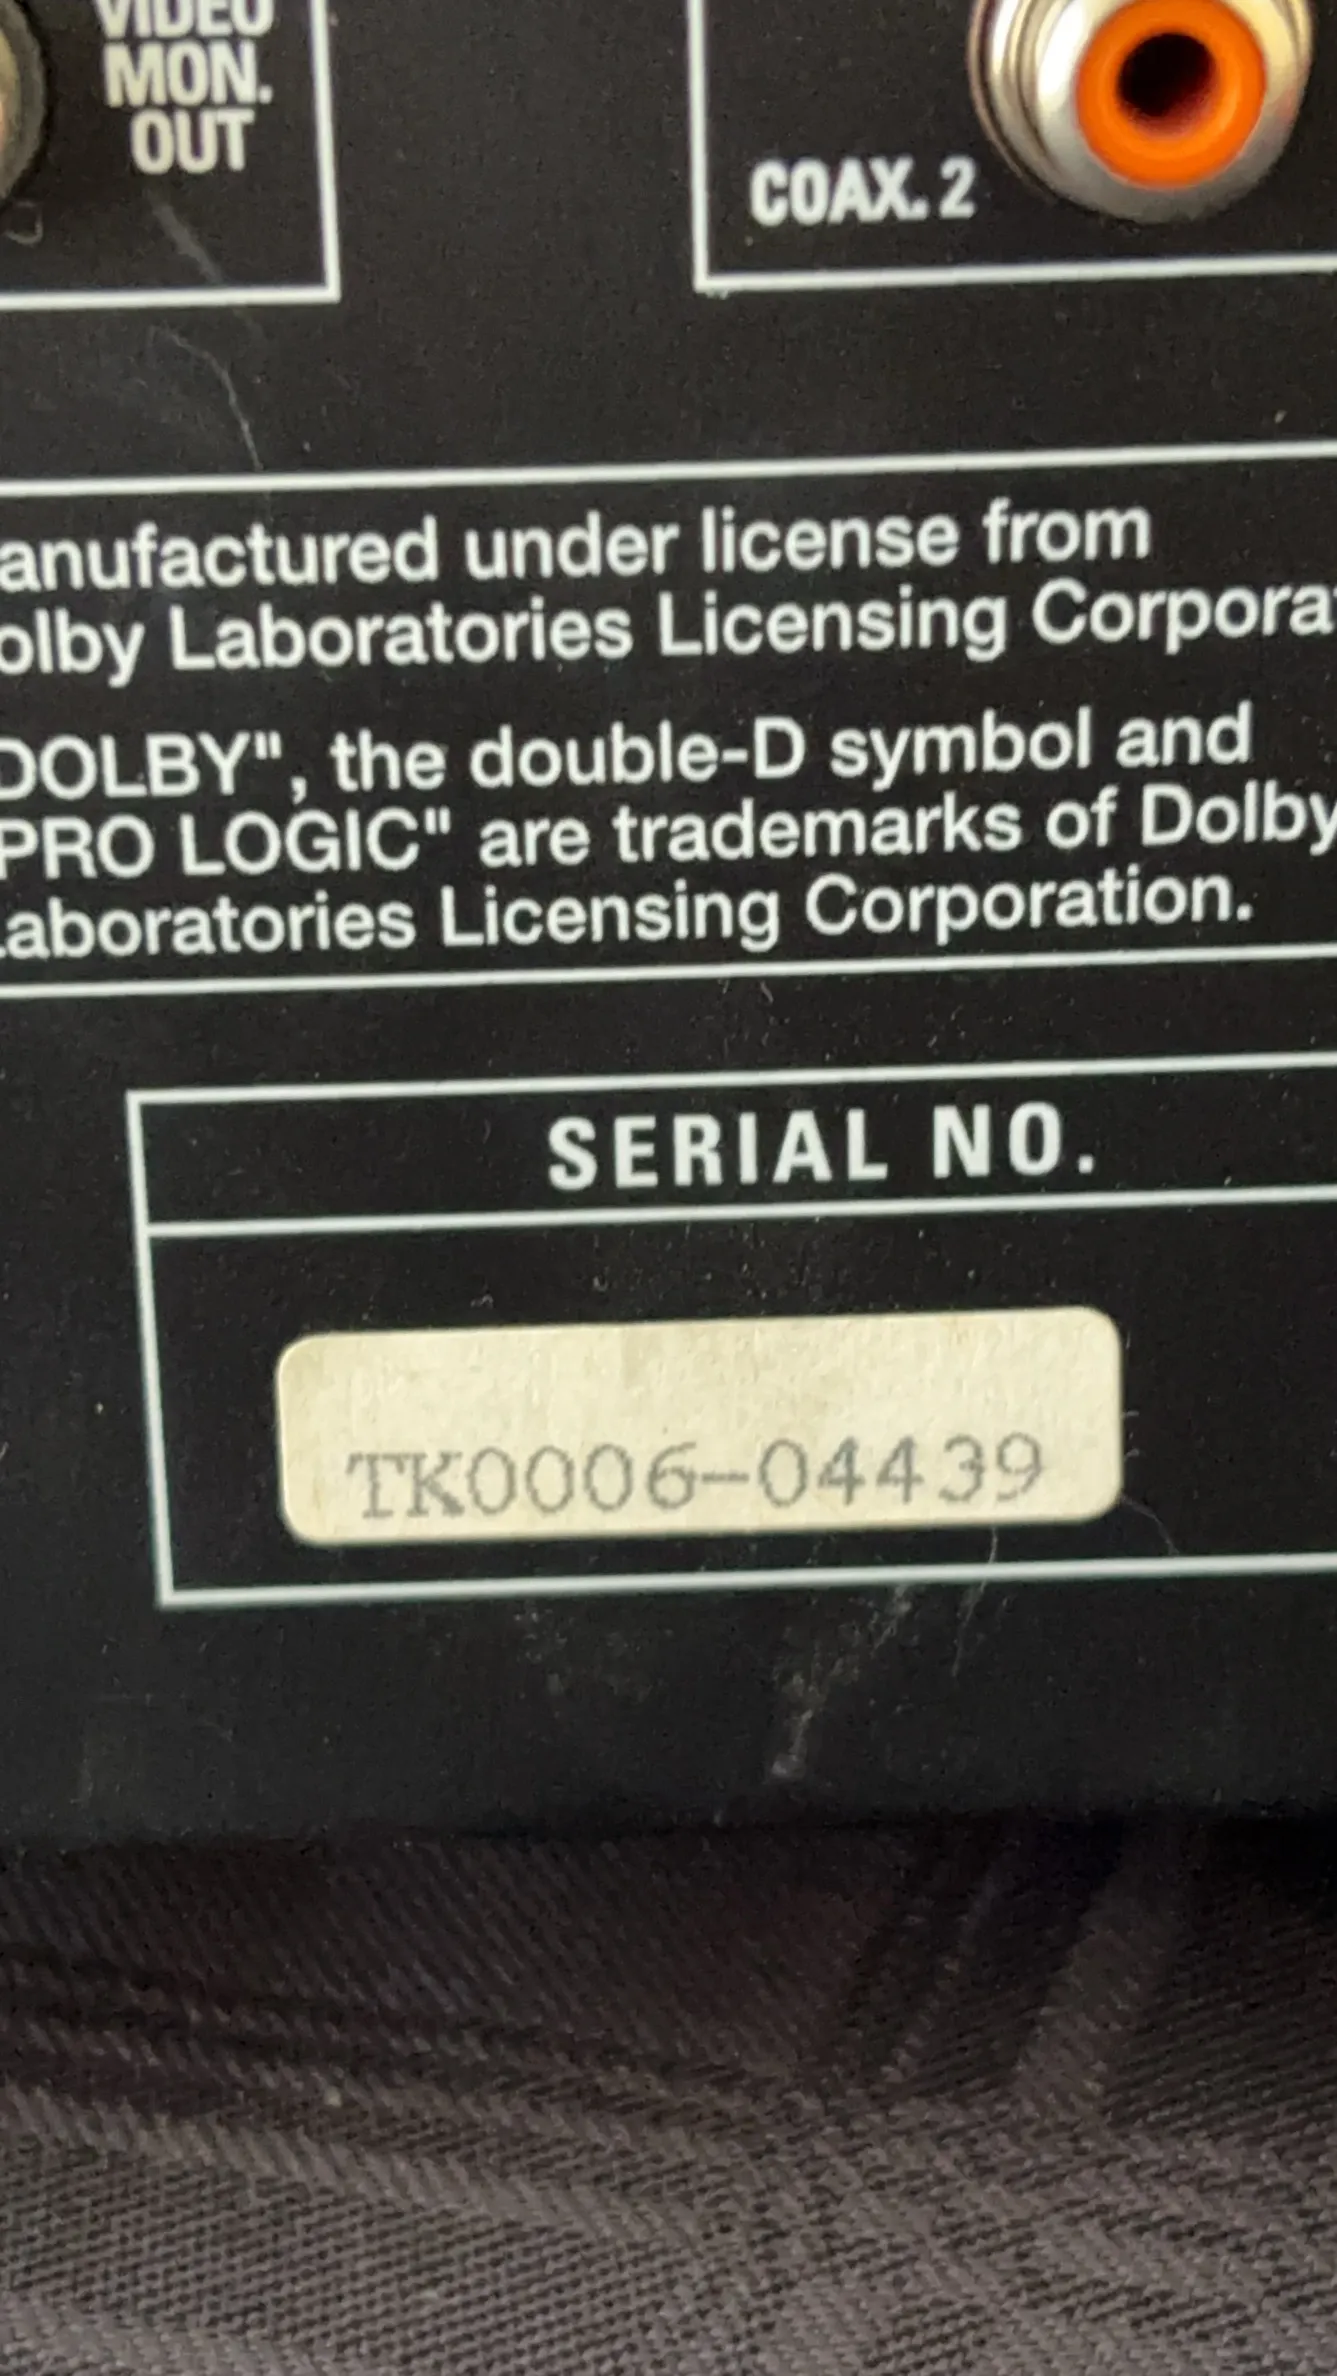 VIDEO
MON.
OUT
COAX. 2
anufactured under license from
olby Laboratories Licensing Corpora
DOLBY", the double-D symbol and
PRO LOGIC" are trademarks of Dolby
Laboratories Licensing Corporation.
SERIAL NO.
TK0006-04439